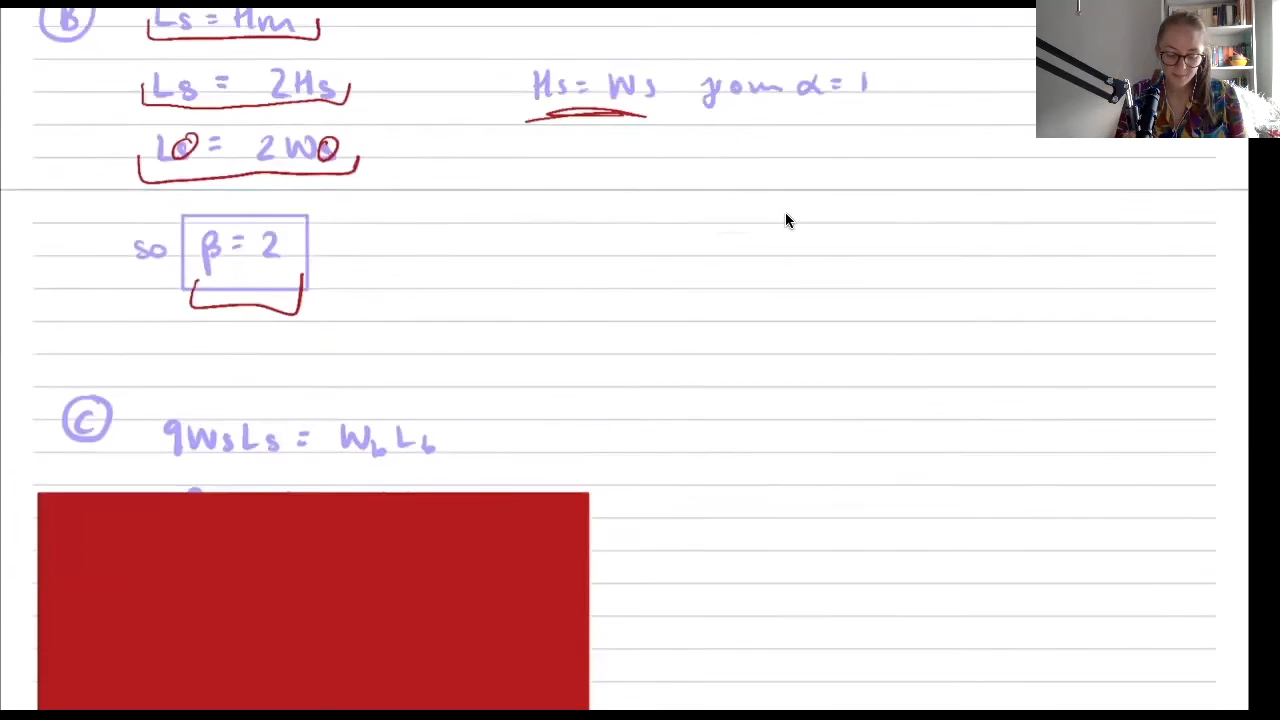 B Ls = Hm
Ls = 2Hs Hs = Ws from α = 1
Ls = 2Ws
so β = 2
C 9WsLs = WbLb